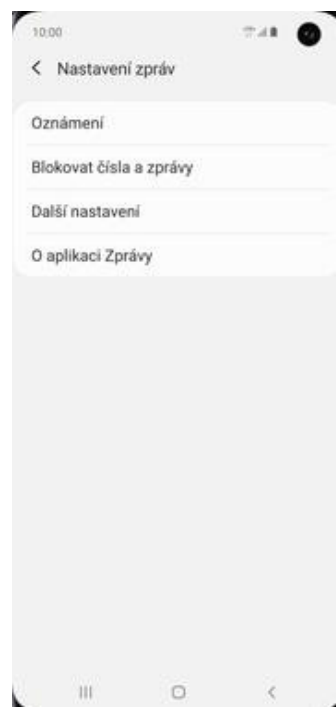 10:00
Nastavení zpráv
Oznámení
Blokovat čísla a zprávy
Další nastavení
O aplikaci Zprávy